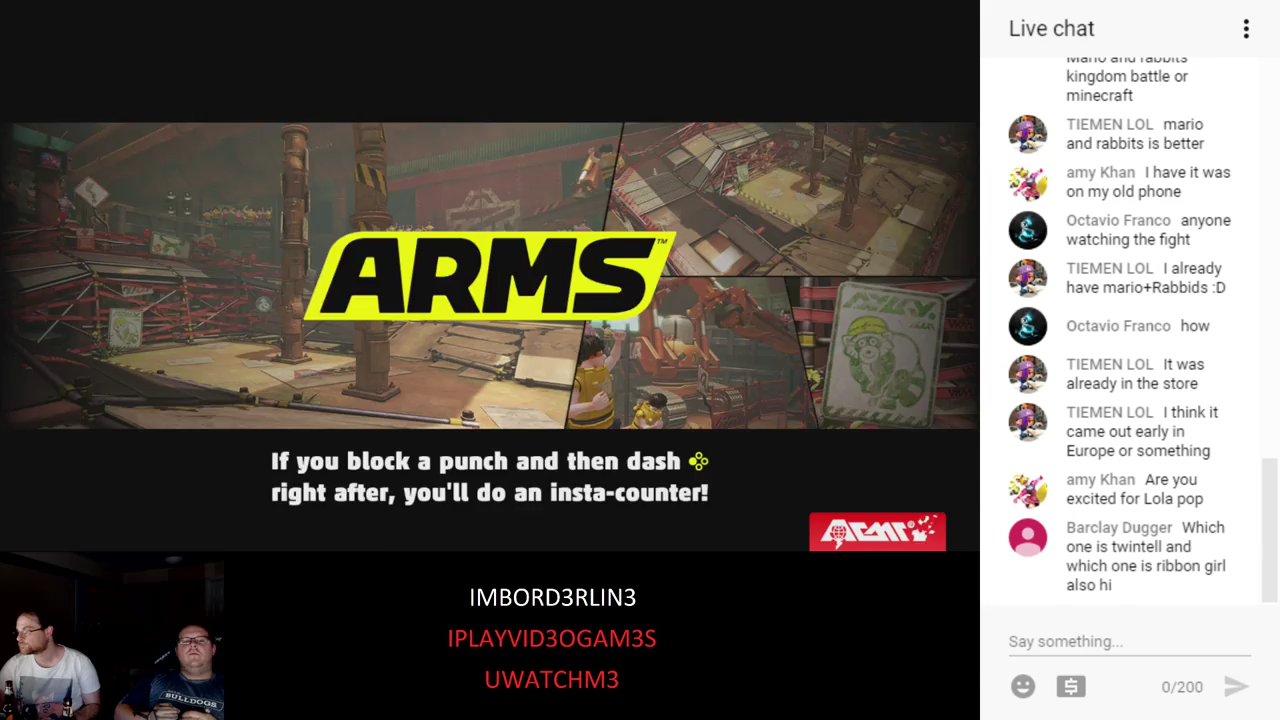 Live chat
Mario and rabbits
kingdom battle or
minecraft
TIEMEN LOL mario
and rabbits is better
amy Khan I have it was
on my old phone
Octavio Franco anyone
watching the fight
TIEMEN LOL I already
have mario+Rabbids :D
Octavio Franco how
TIEMEN LOL It was
already in the store
TIEMEN LOL I think it
came out early in
Europe or something
amy Khan Are you
excited for Lola pop
Barclay Dugger Which
one is twintell and
which one is ribbon girl
also hi
Say something...
0/200
ARMS™
If you block a punch and then dash
right after, you'll do an insta-counter!
IMBORD3RLIN3
IPLAYVID3OGAM3S
UWATCHM3
BULLDOGS